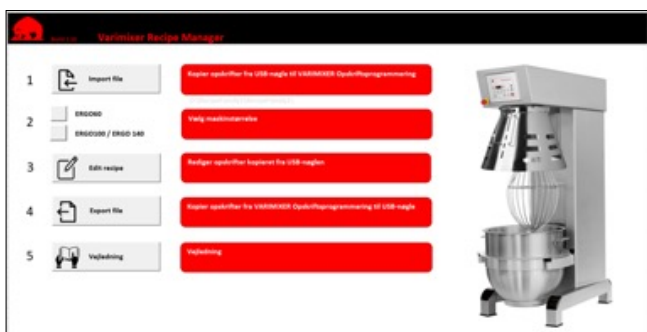 Varimixer Recipe Manager
1
Import file
Kopier opskrifter fra USB-nøgle til VARIMIXER Opskriftsprogrammering
2
ERGO60
ERGO100 / ERGO 140
Vælg maskinstørrelse
3
Edit recipe
Rediger opskrifter kopieret fra USB-nøglen
4
Export file
Kopier opskrifter fra VARIMIXER Opskriftsprogrammering til USB-nøgle
5
Vejledning
Vejledning